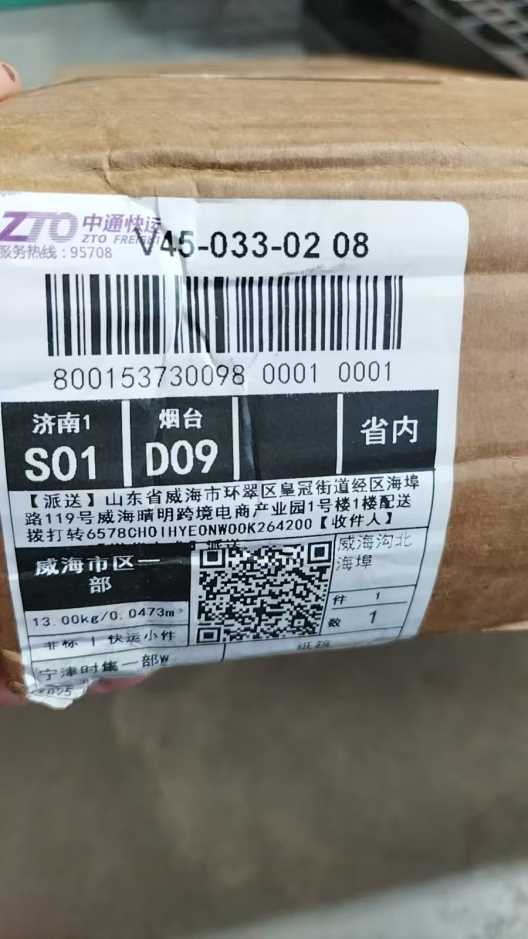 ZTO 中通快运
ZTO FREIGHT
服务热线：95708
V45-033-02 08
800153730098 0001 0001
济南1
S01
烟台
D09
省内
【派送】山东省威海市环翠区皇冠街道经区海埠
路119号威海晴明跨境电商产业园1号楼1楼配送
拨打转6578CHOIHYEONWOOK264200【收件人】
威海市区一
部
威海沟北
海埠
13.00kg/0.0473m³
件 1
数 1
非标 | 快运小件
宁津时集一部W